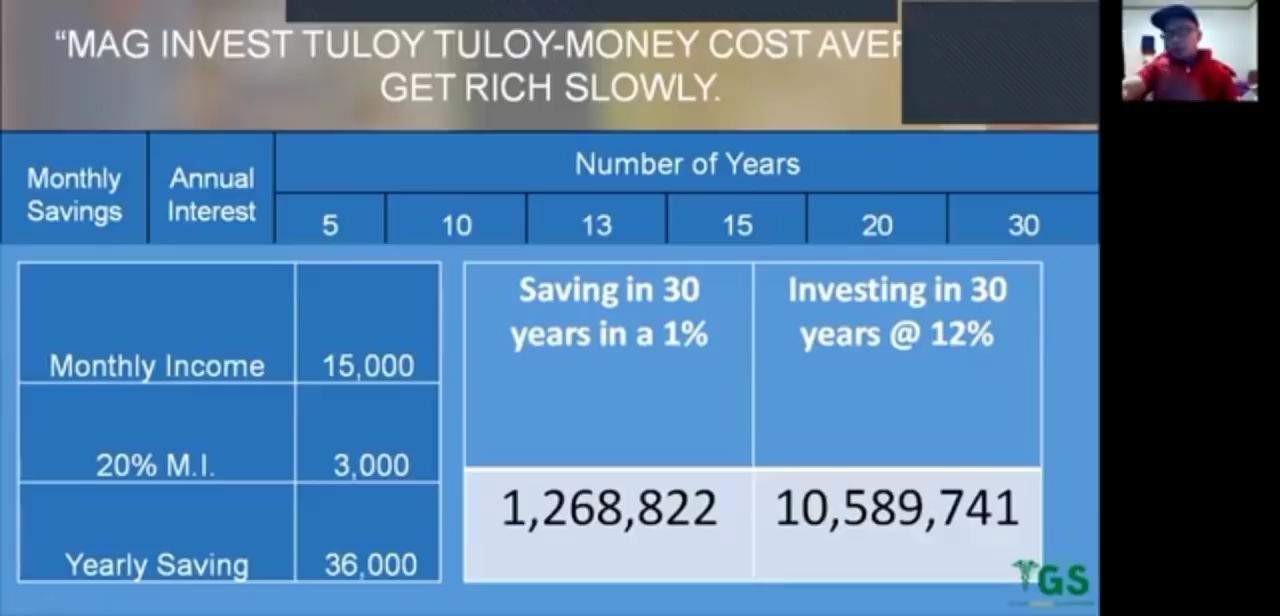 “MAG INVEST TULOY TULOY-MONEY COST AVER
GET RICH SLOWLY.
Monthly
Savings
Annual
Interest
Number of Years
5 10 13 15 20 30
Monthly Income 15,000
20% M.I. 3,000
Yearly Saving 36,000
Saving in 30
years in a 1%
Investing in 30
years @ 12%
1,268,822 10,589,741
GS